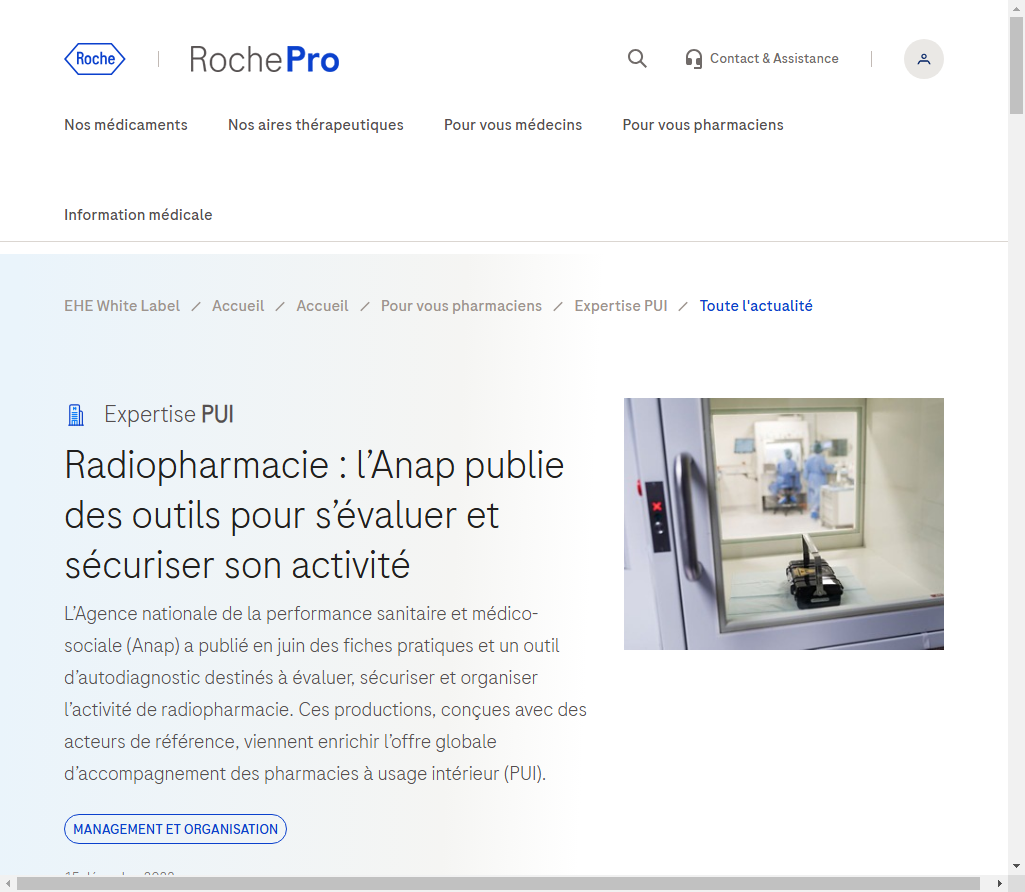 Roche
RochePro
Contact & Assistance
Nos médicaments
Nos aires thérapeutiques
Pour vous médecins
Pour vous pharmaciens
Information médicale
EHE White Label / Accueil / Accueil / Pour vous pharmaciens / Expertise PUI / Toute l'actualité
Expertise PUI
Radiopharmacie : l’Anap publie
des outils pour s’évaluer et
sécuriser son activité
L’Agence nationale de la performance sanitaire et médico-
sociale (Anap) a publié en juin des fiches pratiques et un outil
d’autodiagnostic destinés à évaluer, sécuriser et organiser
l’activité de radiopharmacie. Ces productions, conçues avec des
acteurs de référence, viennent enrichir l’offre globale
d’accompagnement des pharmacies à usage intérieur (PUI).
MANAGEMENT ET ORGANISATION